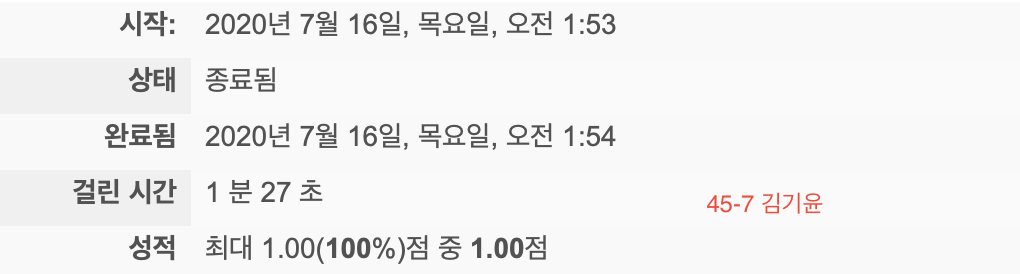 시작: 2020년 7월 16일, 목요일, 오전 1:53
상태 종료됨
완료됨 2020년 7월 16일, 목요일, 오전 1:54
걸린 시간 1 분 27 초
45-7 김기윤
성적 최대 1.00(100%)점 중 1.00점